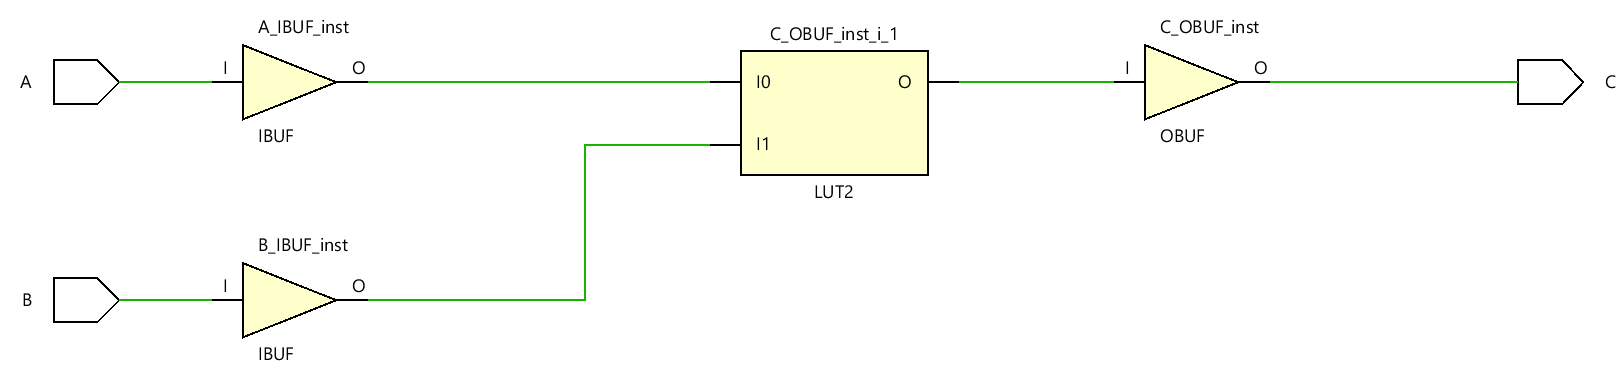 A_IBUF_inst
C_OBUF_inst_i_1
C_OBUF_inst
A
I
O
I0
O
I
O
C
IBUF
I1
OBUF
LUT2
B_IBUF_inst
B
I
O
IBUF